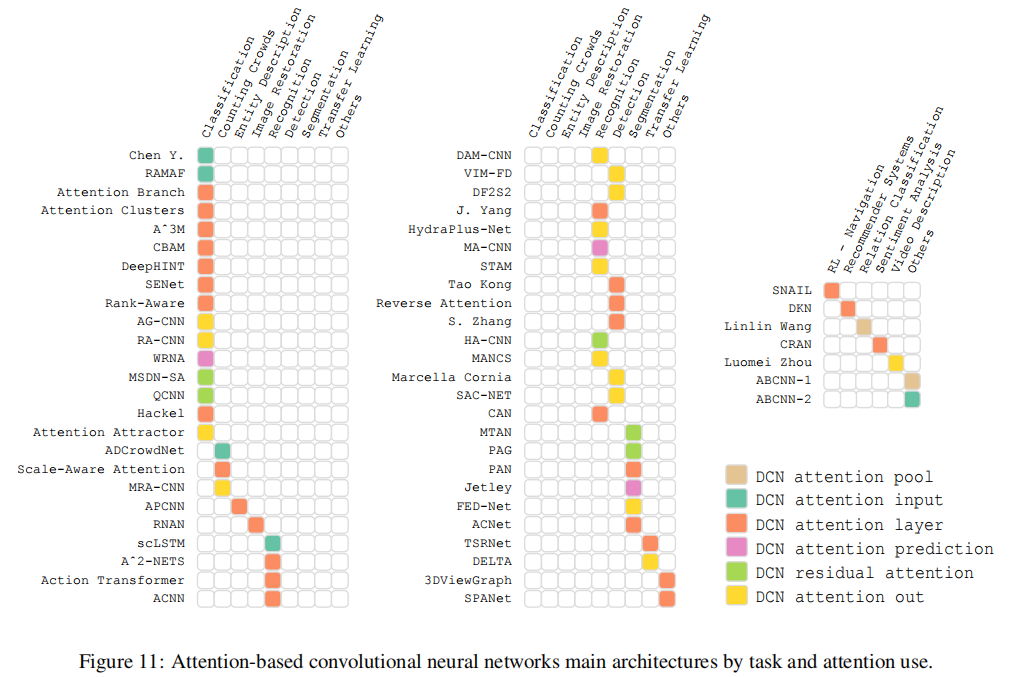 Classification
Counting Crowds
Entity Description
Image Restoration
Recognition
Detection
Segmentation
Transfer Learning
Others
Chen Y.
RAMAF
Attention Branch
Attention Clusters
Aˆ3M
CBAM
DeepHINT
SENet
Rank-Aware
AG-CNN
RA-CNN
WRNA
MSDN-SA
QCNN
Hackel
Attention Attractor
ADCrowdNet
Scale-Aware Attention
MRA-CNN
APCNN
RNAN
scLSTM
Aˆ2-NETS
Action Transformer
ACNN
Classification
Counting Crowds
Entity Description
Image Restoration
Recognition
Detection
Segmentation
Transfer Learning
Others
DAM-CNN
VIM-FD
DF2S2
J. Yang
HydraPlus-Net
MA-CNN
STAM
Tao Kong
Reverse Attention
S. Zhang
HA-CNN
MANCS
Marcella Cornia
SAC-NET
CAN
MTAN
PAG
PAN
Jetley
FED-Net
ACNet
TSRNet
DELTA
3DViewGraph
SPANet
RL - Navigation
Recommender Systems
Relation Classification
Sentiment Analysis
Video Description
Others
SNAIL
DKN
Linlin Wang
CRAN
Luomei Zhou
ABCNN-1
ABCNN-2
DCN attention pool
DCN attention input
DCN attention layer
DCN attention prediction
DCN residual attention
DCN attention out
Figure 11: Attention-based convolutional neural networks main architectures by task and attention use.